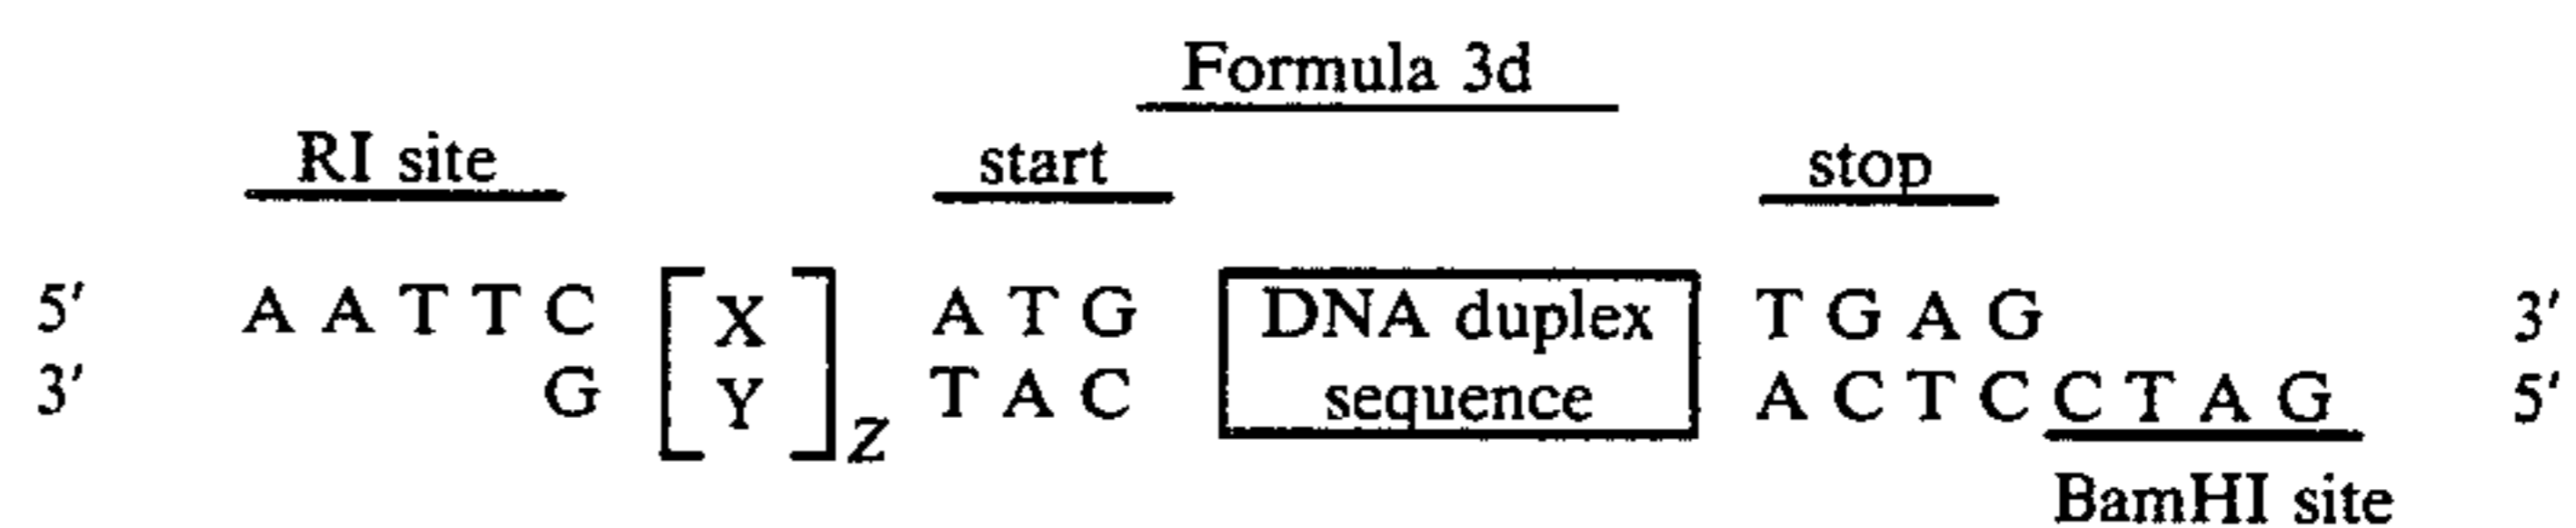 Formula 3d
RI site start stop
5′ A A T T C [ X ] A T G DNA duplex T G A G 3′
3′ G [ Y ]Z T A C sequence A C T C C T A G 5′
BamHI site